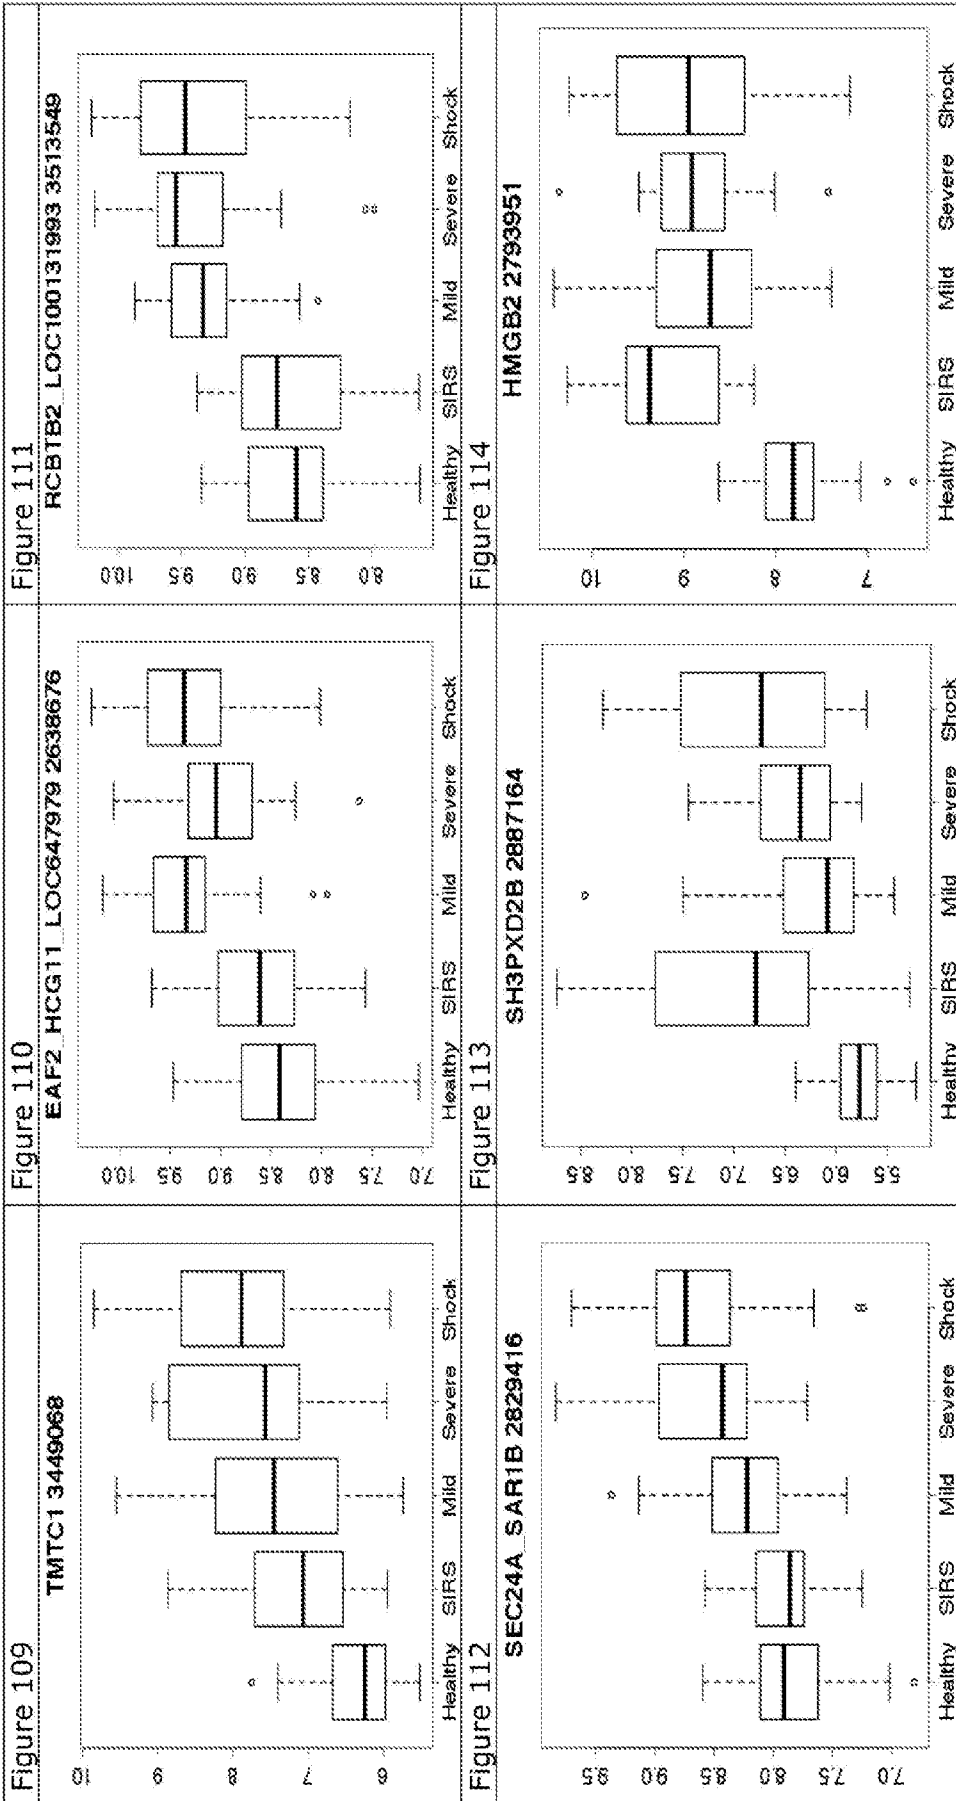 Figure 109
TMTC1 3449068
10
9
8
7
6
Healthy SIRS Mild Severe Shock
Figure 110
EAF2_HCG11_LOC647979 2638676
10.0
9.5
9.0
8.5
8.0
7.5
7.0
Healthy SIRS Mild Severe Shock
Figure 111
RCBTB2_LOC100131993 3513549
10.0
9.5
9.0
8.5
8.0
Healthy SIRS Mild Severe Shock
Figure 112
SEC24A_SAR1B 2829416
9.5
9.0
8.5
8.0
7.5
7.0
Healthy SIRS Mild Severe Shock
Figure 113
SH3PXD2B 2887164
8.5
8.0
7.5
7.0
6.5
6.0
5.5
Healthy SIRS Mild Severe Shock
Figure 114
HMGB2 2793951
10
9
8
7
Healthy SIRS Mild Severe Shock